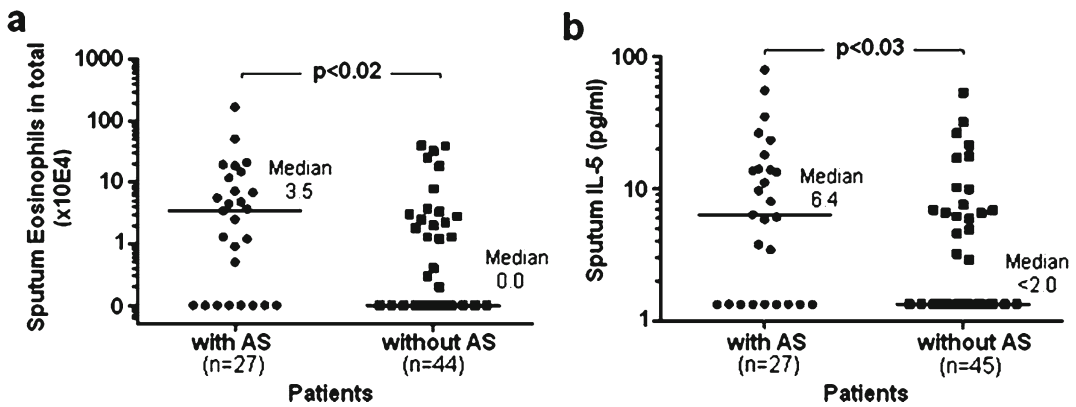 a
Sputum Eosinophils in total
(x10E4)
1000
100
100
10
1
0
p<0.02
Median
3.5
Median
0.0
with AS
(n=27)
without AS
(n=44)
Patients
b
Sputum IL-5 (pg/ml)
100
10
1
p<0.03
Median
6.4
Median
<2.0
with AS
(n=27)
without AS
(n=45)
Patients